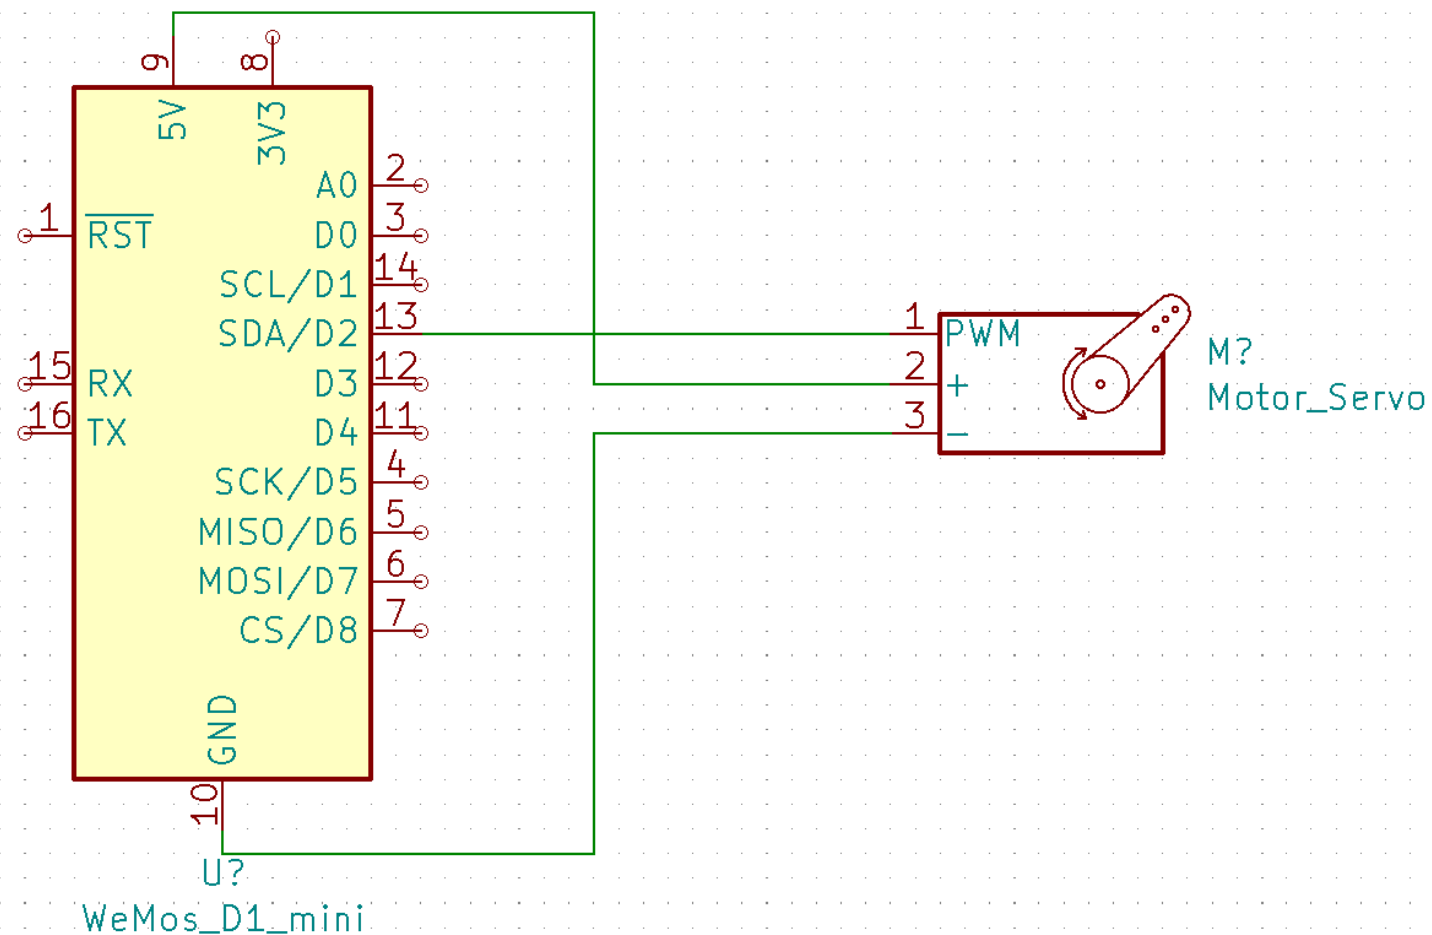 9
8
5V
3V3
2
A0
1
RST
3
D0
14
SCL/D1
13
SDA/D2
1
PWM
M?
15
RX
12
D3
2
+
Motor_Servo
16
TX
11
D4
3
-
4
SCK/D5
5
MISO/D6
6
MOSI/D7
7
CS/D8
GND
10
U?
WeMos_D1_mini